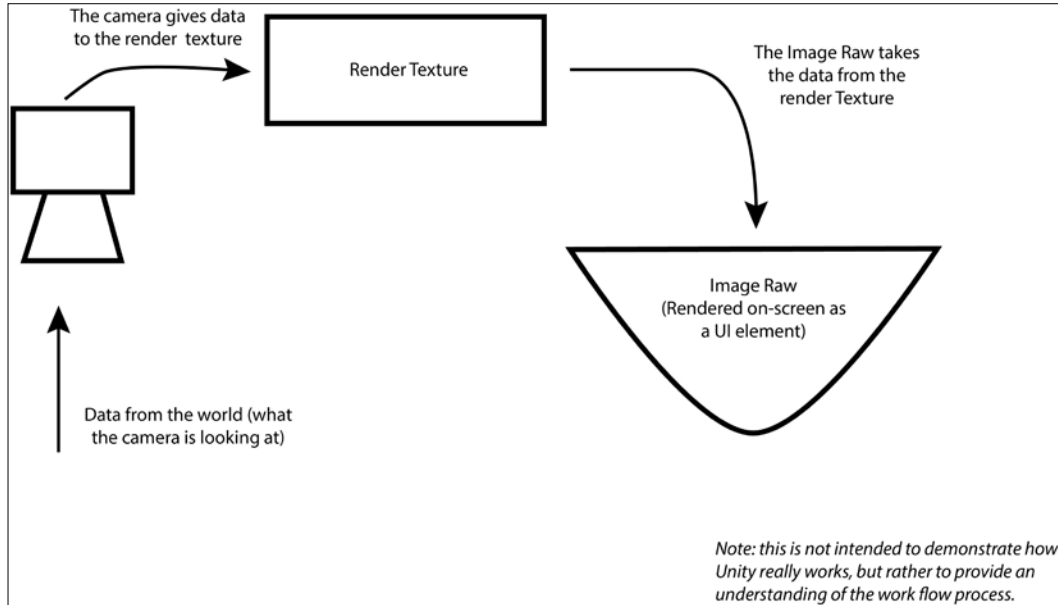 The camera gives data
to the render texture
Render Texture
The Image Raw takes
the data from the
render Texture
Image Raw
(Rendered on-screen as
a UI element)
Data from the world (what
the camera is looking at)
Note: this is not intended to demonstrate how
Unity really works, but rather to provide an
understanding of the work flow process.